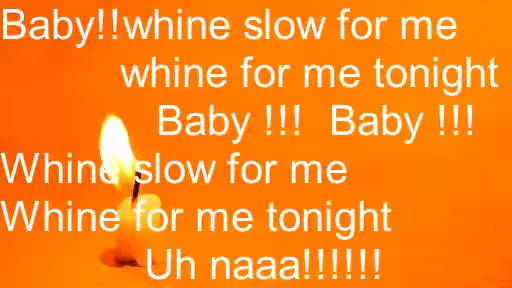 Baby!!whine slow for me
whine for me tonight
Baby !!! Baby !!!
Whine slow for me
Whine for me tonight
Uh naaa!!!!!!